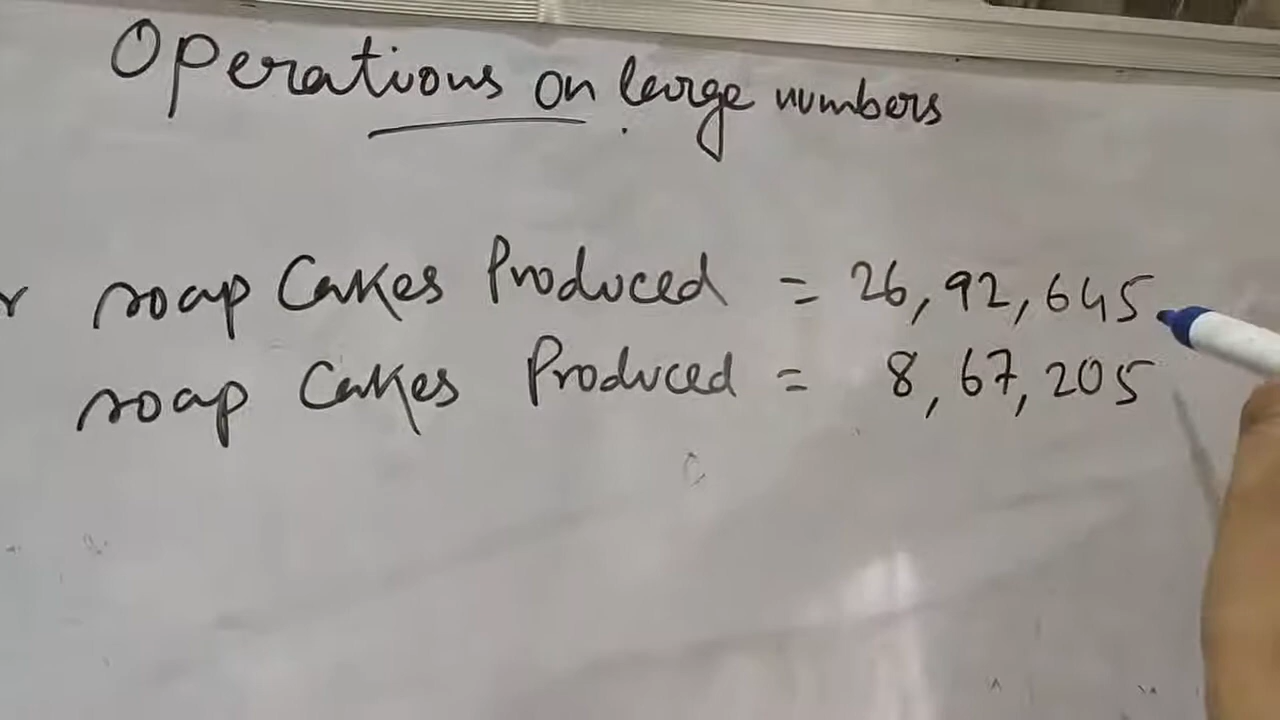 Operations on large numbers
soap Cakes Produced = 26,92,645
soap Cakes Produced = 8,67,205